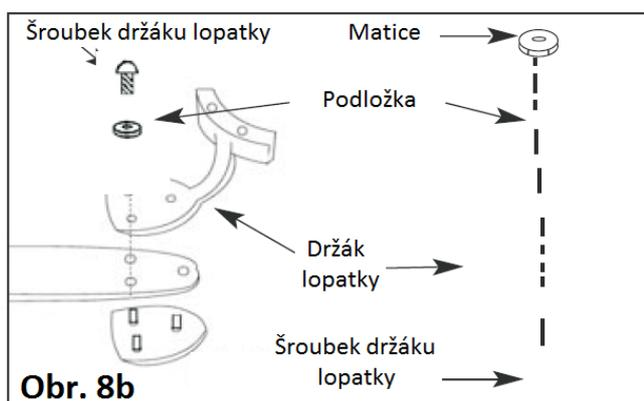 Šroubek držáku lopatky
Matice
Podložka
Držák
lopatky
Šroubek držáku
lopatky
Obr. 8b